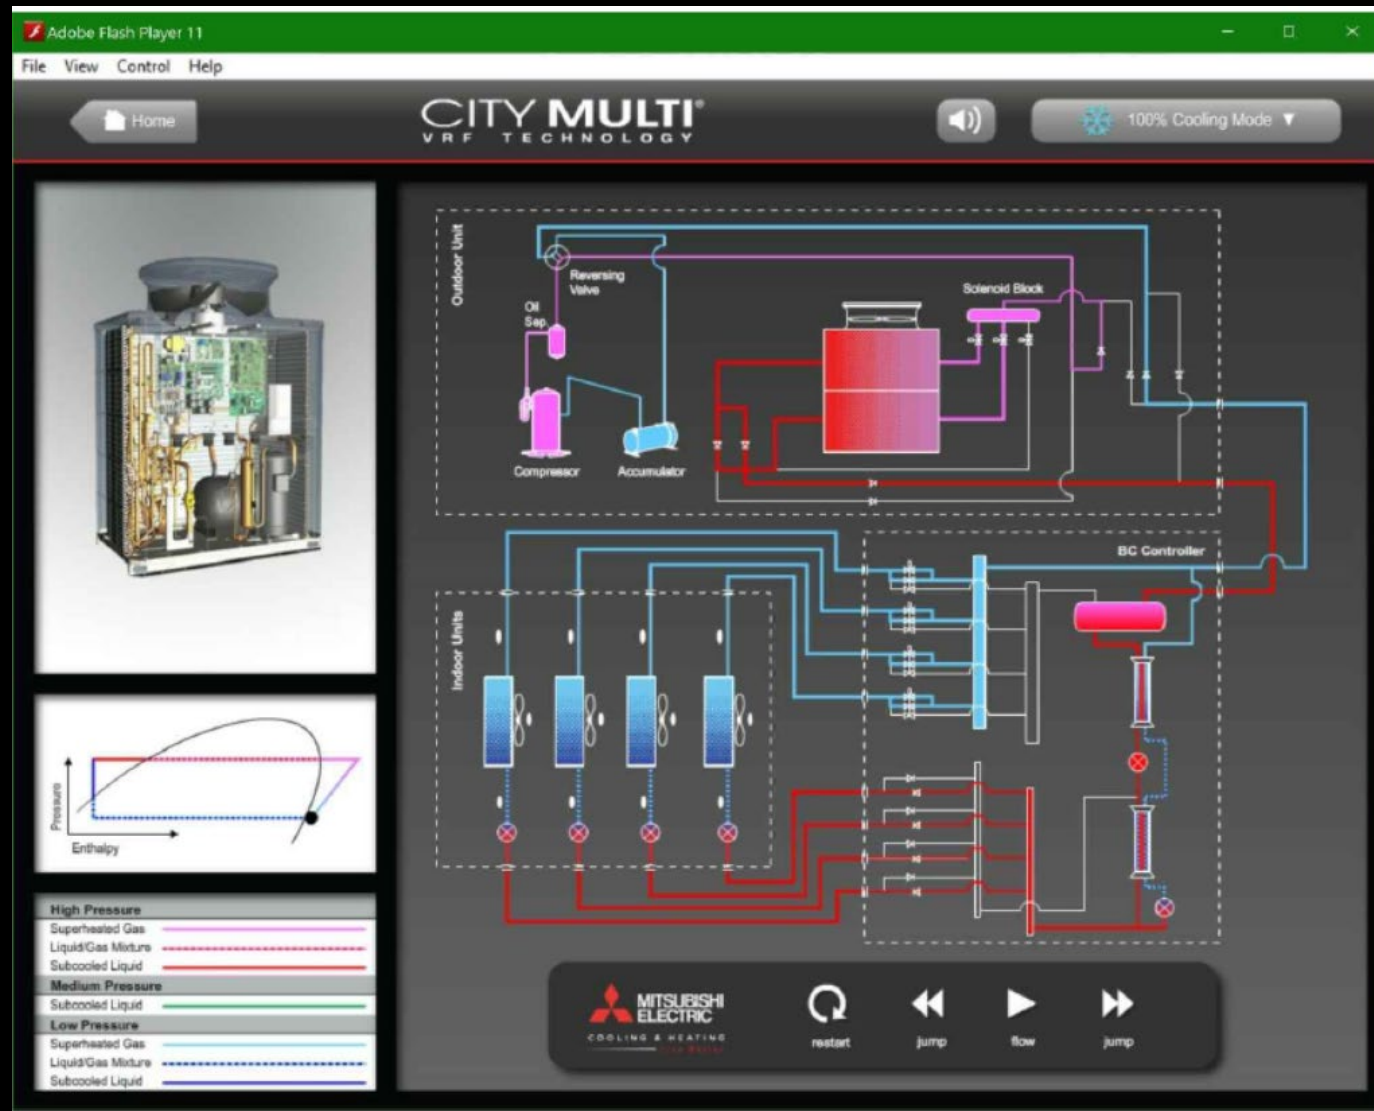 Adobe Flash Player 11
File View Control Help
Home
CITY MULTI®
VRF TECHNOLOGY
100% Cooling Mode ▼
Outdoor Unit
Reversing
Valve
Oil
Sep.
Solenoid Block
Compressor
Accumulator
BC Controller
Indoor Units
Pressure
Enthalpy
High Pressure
Superheated Gas
Liquid/Gas Mixture
Subcooled Liquid
Medium Pressure
Subcooled Liquid
Low Pressure
Superheated Gas
Liquid/Gas Mixture
Subcooled Liquid
MITSUBISHI
ELECTRIC
COOLING & HEATING
restart
jump
flow
jump